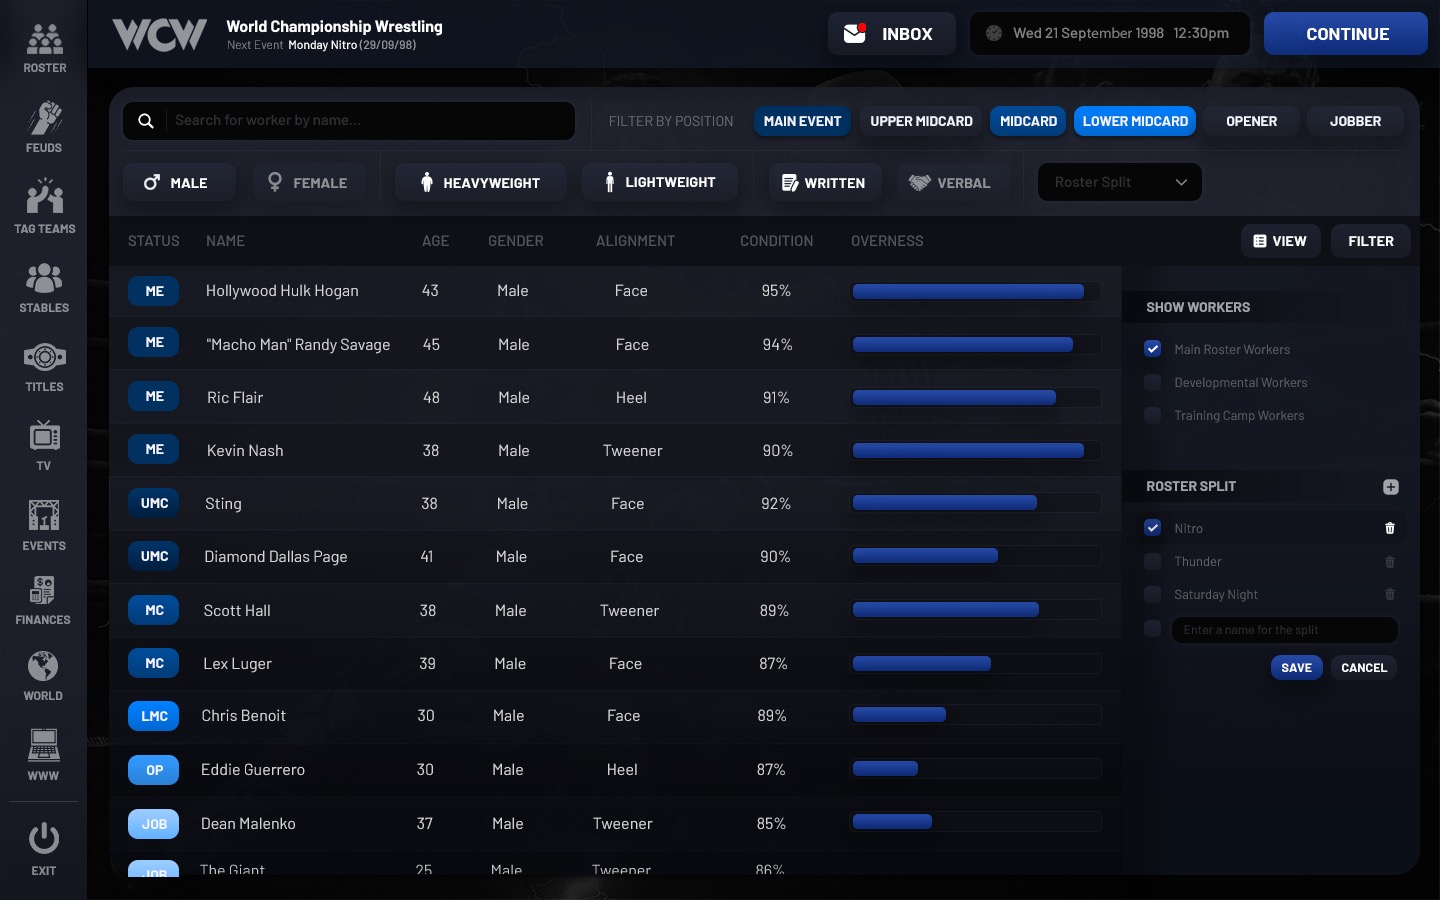 WCW
World Championship Wrestling
Next Event Monday Nitro (29/09/98)
INBOX
Wed 21 September 1998 12:30pm
CONTINUE
ROSTER
FEUDS
TAG TEAMS
STABLES
TITLES
TV
EVENTS
FINANCES
WORLD
WWW
EXIT
Search for worker by name...
FILTER BY POSITION
MAIN EVENT
UPPER MIDCARD
MIDCARD
LOWER MIDCARD
OPENER
JOBBER
MALE
FEMALE
HEAVYWEIGHT
LIGHTWEIGHT
WRITTEN
VERBAL
Roster Split
STATUS NAME AGE GENDER ALIGNMENT CONDITION OVERNESS
VIEW
FILTER
ME Hollywood Hulk Hogan 43 Male Face 95%
ME "Macho Man" Randy Savage 45 Male Face 94%
ME Ric Flair 48 Male Heel 91%
ME Kevin Nash 38 Male Tweener 90%
UMC Sting 38 Male Face 92%
UMC Diamond Dallas Page 41 Male Face 90%
MC Scott Hall 38 Male Tweener 89%
MC Lex Luger 39 Male Face 87%
LMC Chris Benoit 30 Male Face 89%
OP Eddie Guerrero 30 Male Heel 87%
JOB Dean Malenko 37 Male Tweener 85%
JOB The Giant 25 Male Tweener 86%
SHOW WORKERS
Main Roster Workers
Developmental Workers
Training Camp Workers
ROSTER SPLIT
Nitro
Thunder
Saturday Night
Enter a name for the split
SAVE
CANCEL